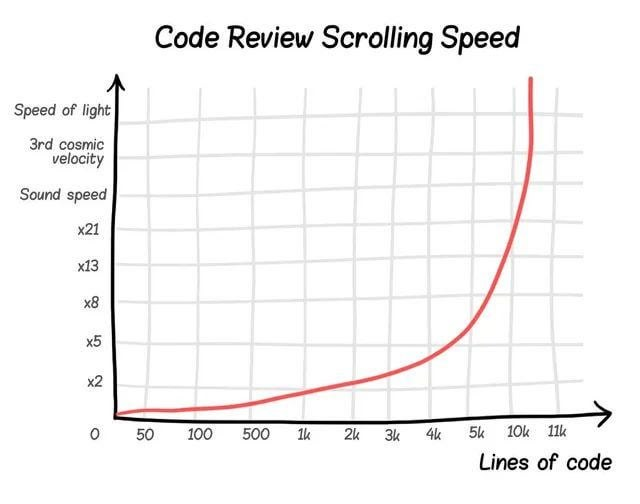 Code Review Scrolling Speed
Speed of light
3rd cosmic
velocity
Sound speed
x21
x13
x8
x5
x2
0 50 100 500 1k 2k 3k 4k 5k 10k 11k
Lines of code